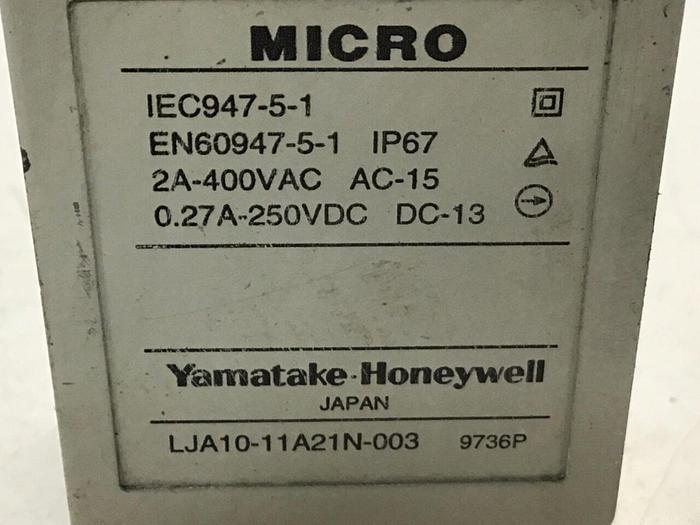 MICRO
IEC947-5-1
EN60947-5-1 IP67
2A-400VAC AC-15
0.27A-250VDC DC-13
Yamatake-Honeywell
JAPAN
LJA10-11A21N-003 9736P